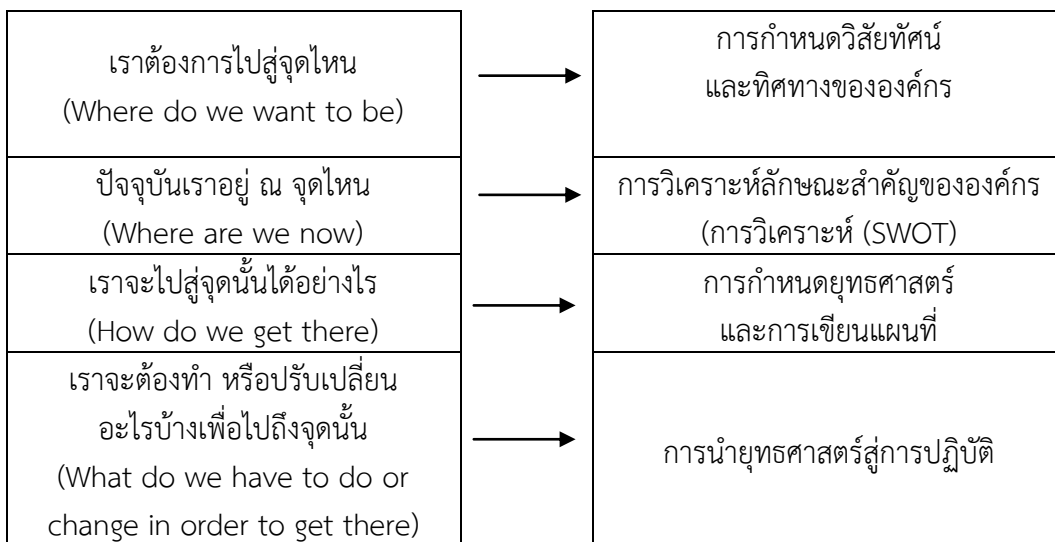 เราต้องการไปสู่จุดไหน
(Where do we want to be)
การกำหนดวิสัยทัศน์
และทิศทางขององค์กร
ปัจจุบันเราอยู่ ณ จุดไหน
(Where are we now)
การวิเคราะห์ลักษณะสำคัญขององค์กร
(การวิเคราะห์ (SWOT)
เราจะไปสู่จุดนั้นได้อย่างไร
(How do we get there)
การกำหนดยุทธศาสตร์
และการเขียนแผนที่
เราจะต้องทำ หรือปรับเปลี่ยน
อะไรบ้างเพื่อไปถึงจุดนั้น
(What do we have to do or
change in order to get there)
การนำยุทธศาสตร์สู่การปฏิบัติ